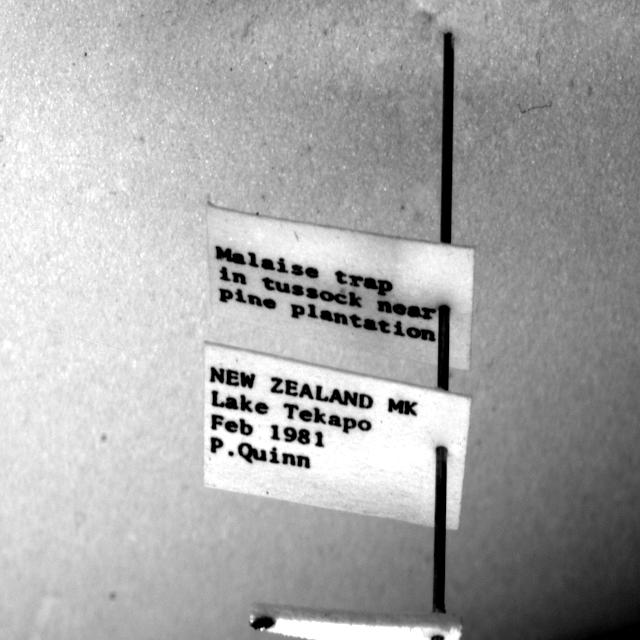 Malaise trap
in tussock near
pine plantation
NEW ZEALAND MK
Lake Tekapo
Feb 1981
P.Quinn